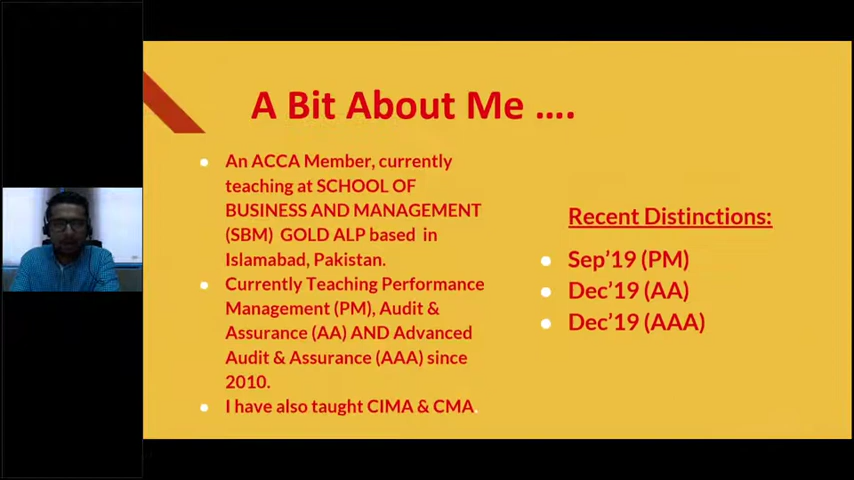 A Bit About Me ....
An ACCA Member, currently
teaching at SCHOOL OF
BUSINESS AND MANAGEMENT
(SBM) GOLD ALP based in
Islamabad, Pakistan.
Currently Teaching Performance
Management (PM), Audit &
Assurance (AA) AND Advanced
Audit & Assurance (AAA) since
2010.
I have also taught CIMA & CMA.
Recent Distinctions:
Sep’19 (PM)
Dec’19 (AA)
Dec’19 (AAA)